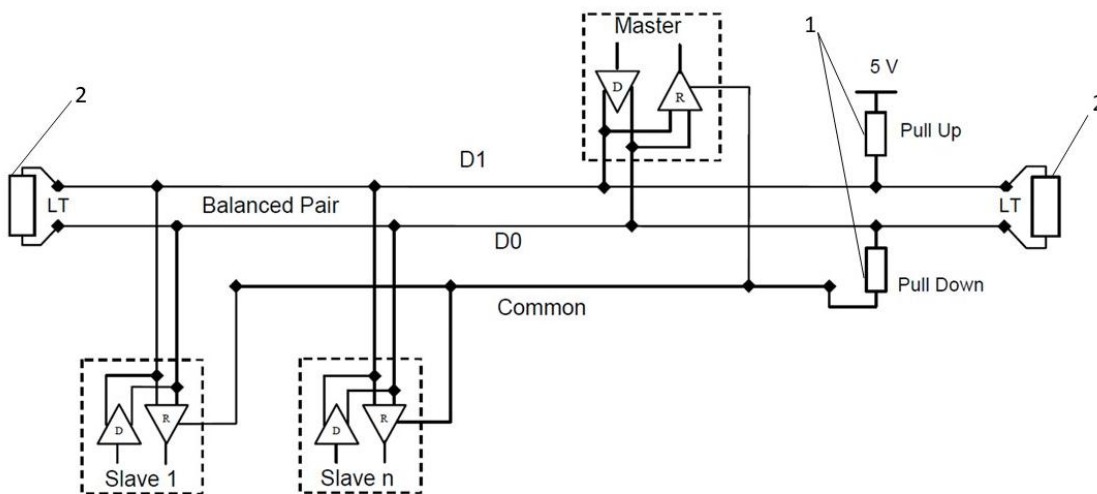 Master
1
5 V
D
R
2
Pull Up
2
D1
LT
Balanced Pair
LT
D0
Pull Down
Common
D
R
D
R
Slave 1
Slave n